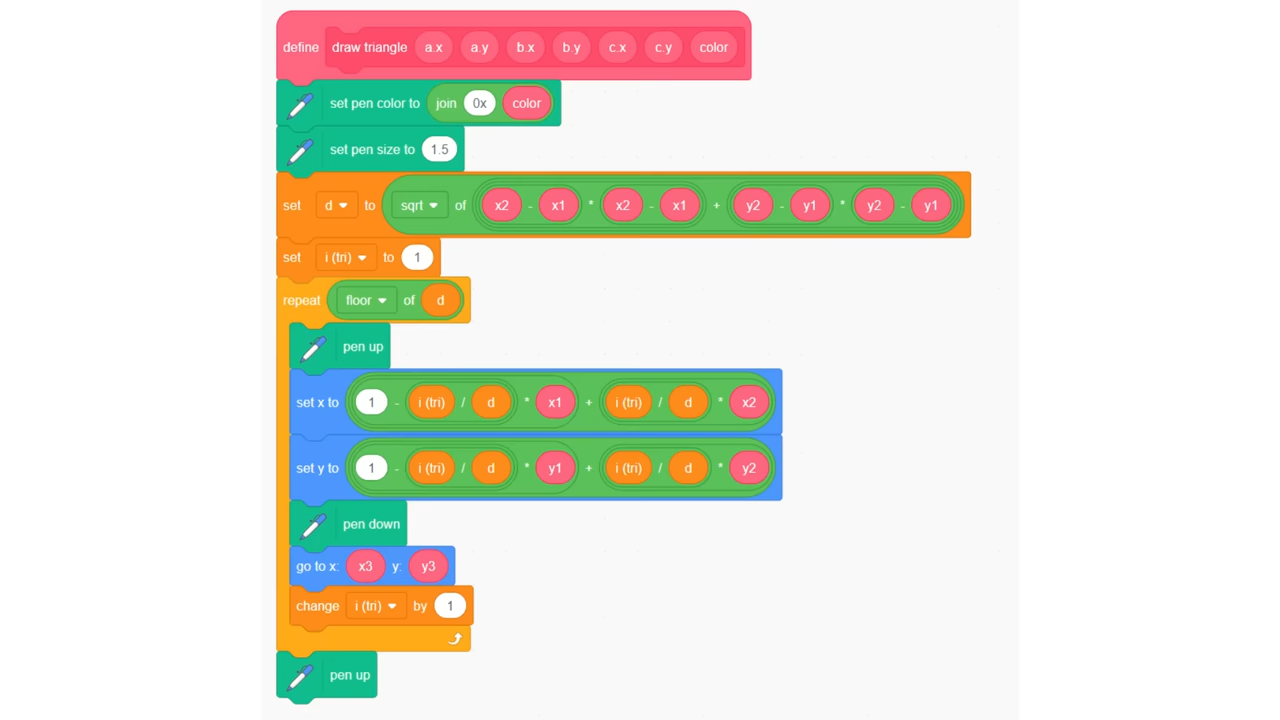 define draw triangle a.x a.y b.x b.y c.x c.y color
set pen color to join 0x color
set pen size to 1.5
set d to sqrt of x2 - x1 * x2 - x1 + y2 - y1 * y2 - y1
set i (tri) to 1
repeat floor of d
pen up
set x to 1 - i (tri) / d * x1 + i (tri) / d * x2
set y to 1 - i (tri) / d * y1 + i (tri) / d * y2
pen down
go to x: x3 y: y3
change i (tri) by 1
pen up